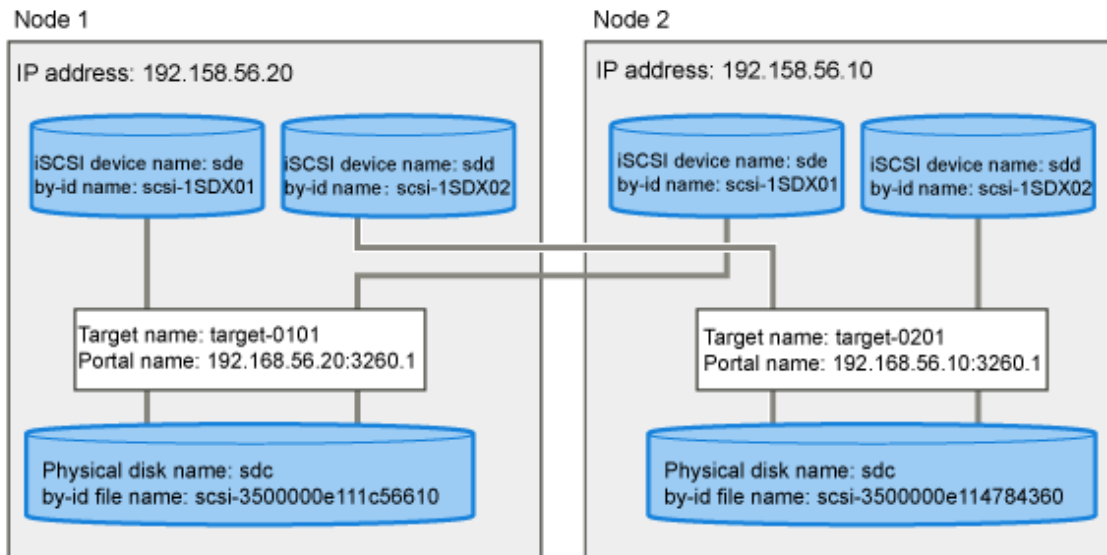 Node 1
IP address: 192.158.56.20
iSCSI device name: sde
by-id name: scsi-1SDX01
iSCSI device name: sdd
by-id name: scsi-1SDX02
Target name: target-0101
Portal name: 192.168.56.20:3260.1
Physical disk name: sdc
by-id file name: scsi-3500000e111c56610
Node 2
IP address: 192.158.56.10
iSCSI device name: sde
by-id name: scsi-1SDX01
iSCSI device name: sdd
by-id name: scsi-1SDX02
Target name: target-0201
Portal name: 192.168.56.10:3260.1
Physical disk name: sdc
by-id file name: scsi-3500000e114784360